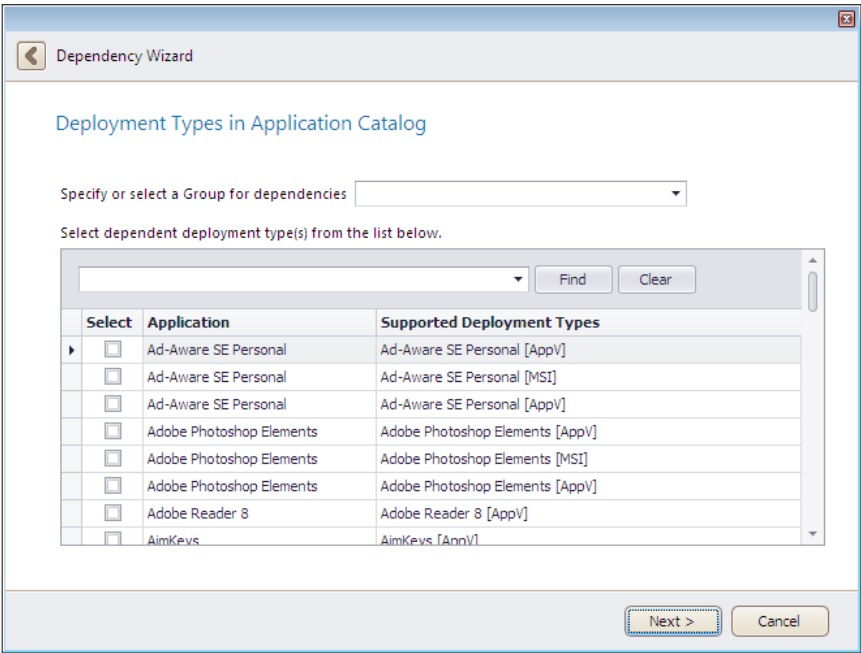 Dependency Wizard
Deployment Types in Application Catalog
Specify or select a Group for dependencies
Select dependent deployment type(s) from the list below.
Find Clear
Select Application Supported Deployment Types
Ad-Aware SE Personal Ad-Aware SE Personal [AppV]
Ad-Aware SE Personal Ad-Aware SE Personal [MSI]
Ad-Aware SE Personal Ad-Aware SE Personal [AppV]
Adobe Photoshop Elements Adobe Photoshop Elements [AppV]
Adobe Photoshop Elements Adobe Photoshop Elements [MSI]
Adobe Photoshop Elements Adobe Photoshop Elements [AppV]
Adobe Reader 8 Adobe Reader 8 [AppV]
AimKeys AimKeys [AppV]
Next > Cancel